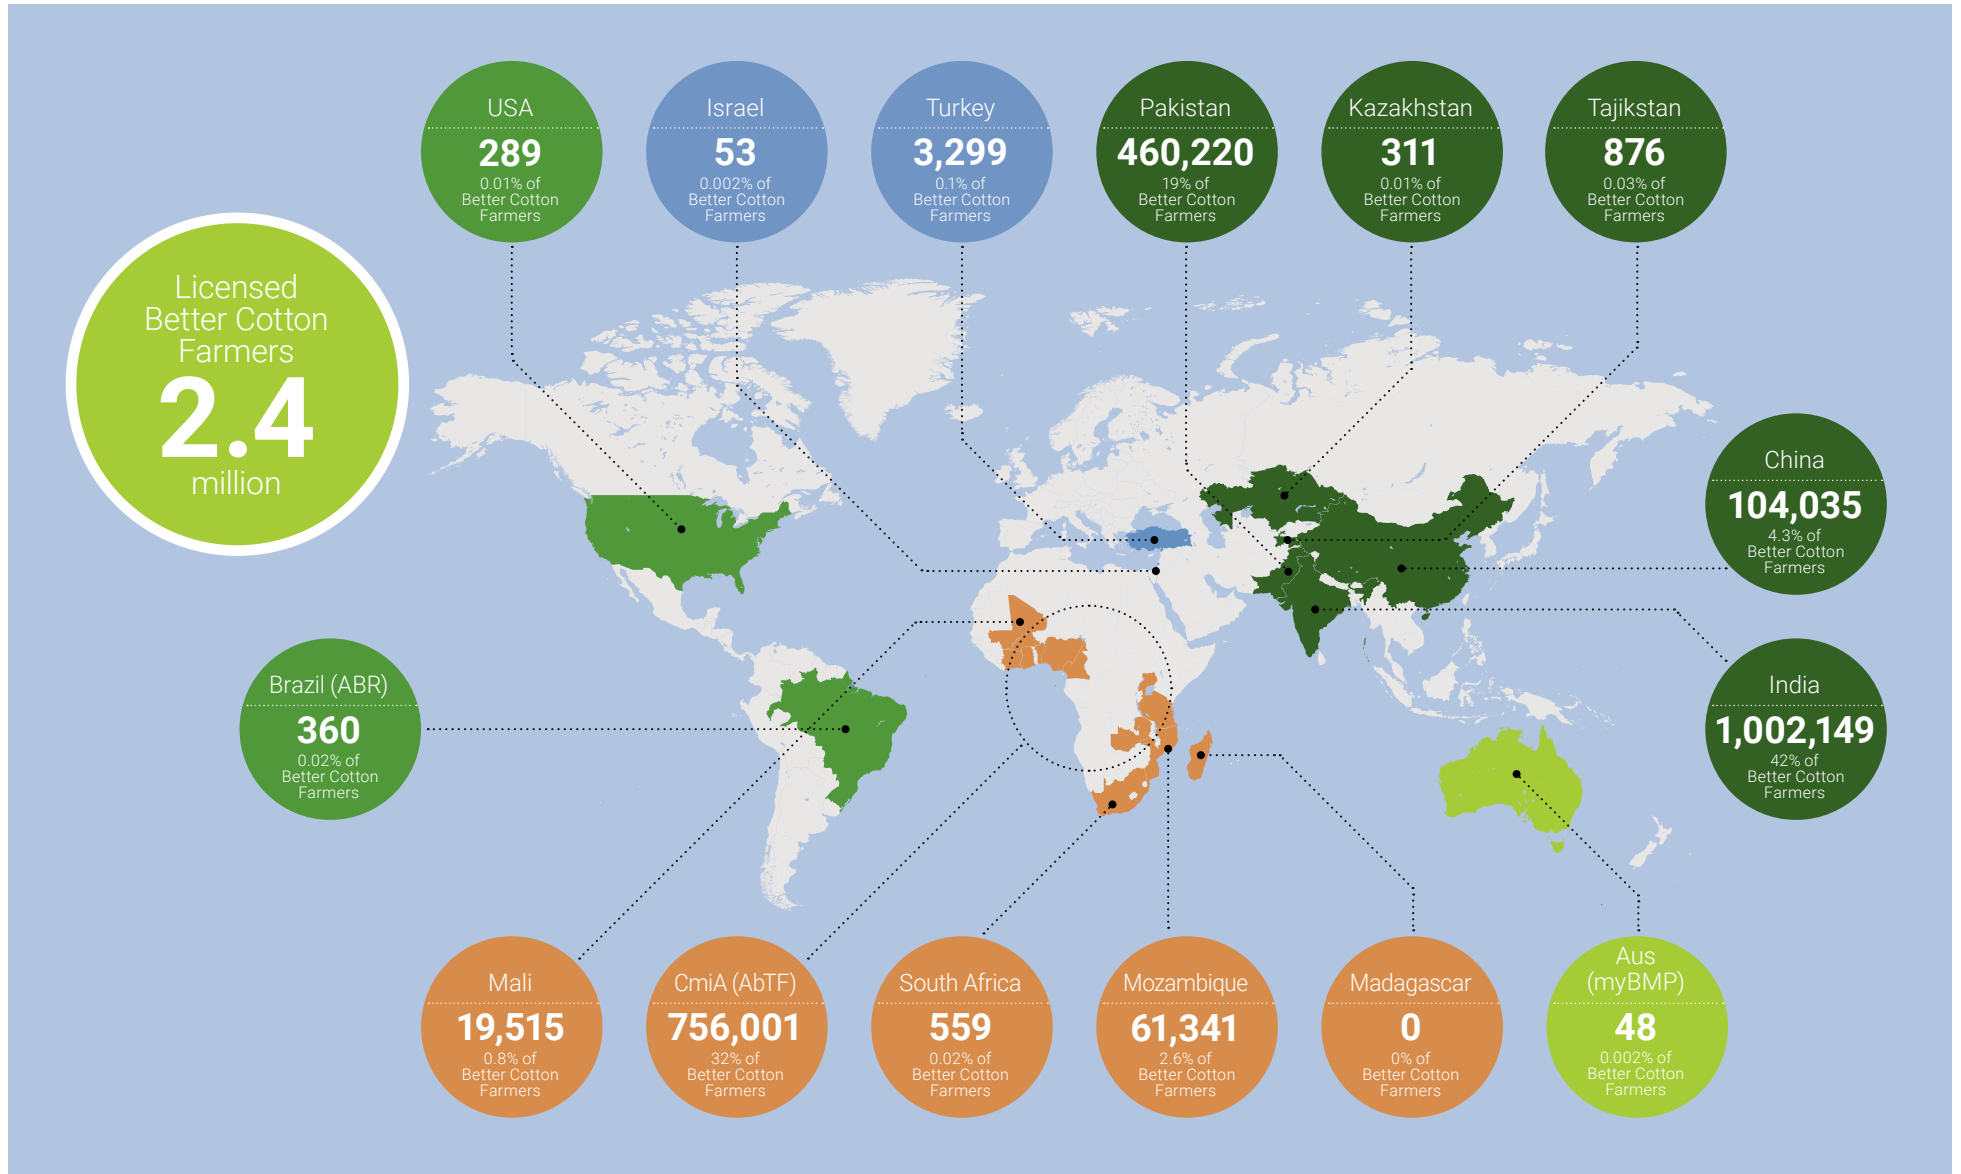 USA
289
0.01% of
Better Cotton
Farmers
Israel
53
0.002% of
Better Cotton
Farmers
Turkey
3,299
0.1% of
Better Cotton
Farmers
Pakistan
460,220
19% of
Better Cotton
Farmers
Kazakhstan
311
0.01% of
Better Cotton
Farmers
Tajikstan
876
0.03% of
Better Cotton
Farmers
Licensed
Better Cotton
Farmers
2.4
million
China
104,035
4.3% of
Better Cotton
Farmers
Brazil (ABR)
360
0.02% of
Better Cotton
Farmers
India
1,002,149
42% of
Better Cotton
Farmers
Mali
19,515
0.8% of
Better Cotton
Farmers
CmiA (AbTF)
756,001
32% of
Better Cotton
Farmers
South Africa
559
0.02% of
Better Cotton
Farmers
Mozambique
61,341
2.6% of
Better Cotton
Farmers
Madagascar
0
0% of
Better Cotton
Farmers
Aus
(myBMP)
48
0.002% of
Better Cotton
Farmers